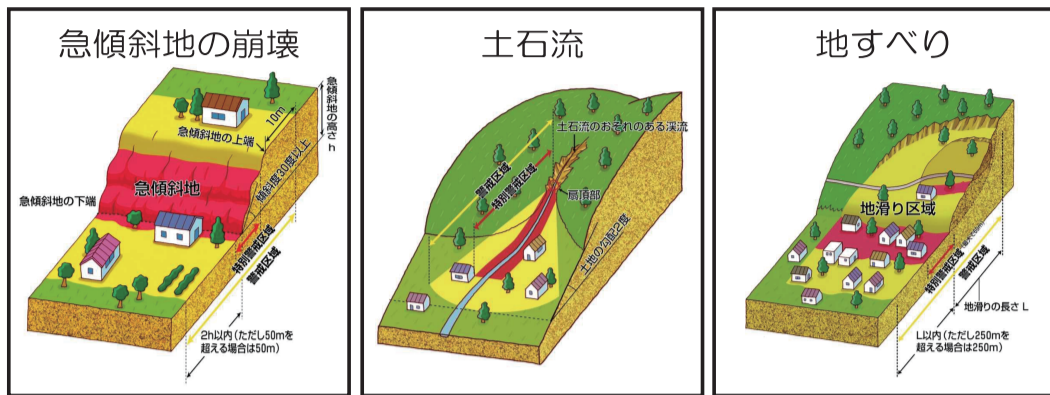 急傾斜地の崩壊
急傾斜地の高さh
10m
急傾斜地の上端
傾斜度30度以上
急傾斜地
急傾斜地の下端
特別警戒区域
警戒区域
2h以内(ただし50mを
超える場合は50m)
土石流
土石流のおそれのある渓流
警戒区域
特別警戒区域
扇頂部
土地の勾配2度
地すべり
地滑り区域
特別警戒区域
警戒区域
地滑りの長さ L
L以内(ただし250mを
超える場合は250m)